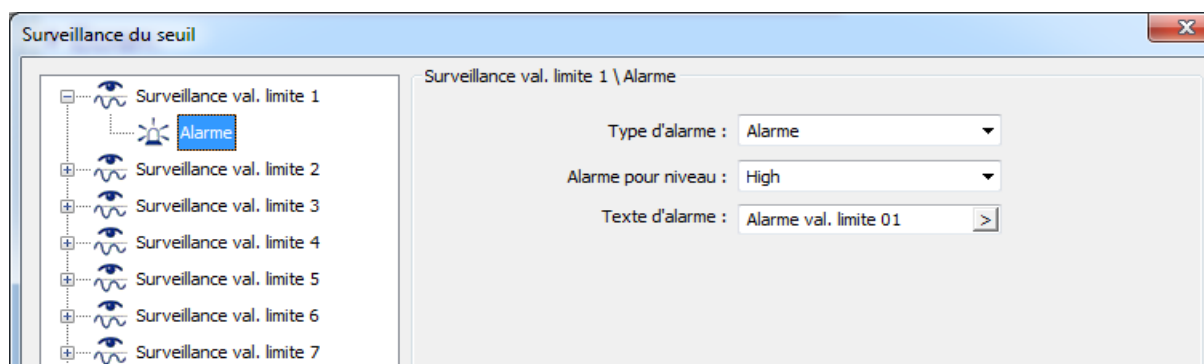 Surveillance du seuil
Surveillance val. limite 1
Alarme
Surveillance val. limite 2
Surveillance val. limite 3
Surveillance val. limite 4
Surveillance val. limite 5
Surveillance val. limite 6
Surveillance val. limite 7
Surveillance val. limite 1 \ Alarme
Type d'alarme : Alarme
Alarme pour niveau : High
Texte d'alarme : Alarme val. limite 01 >